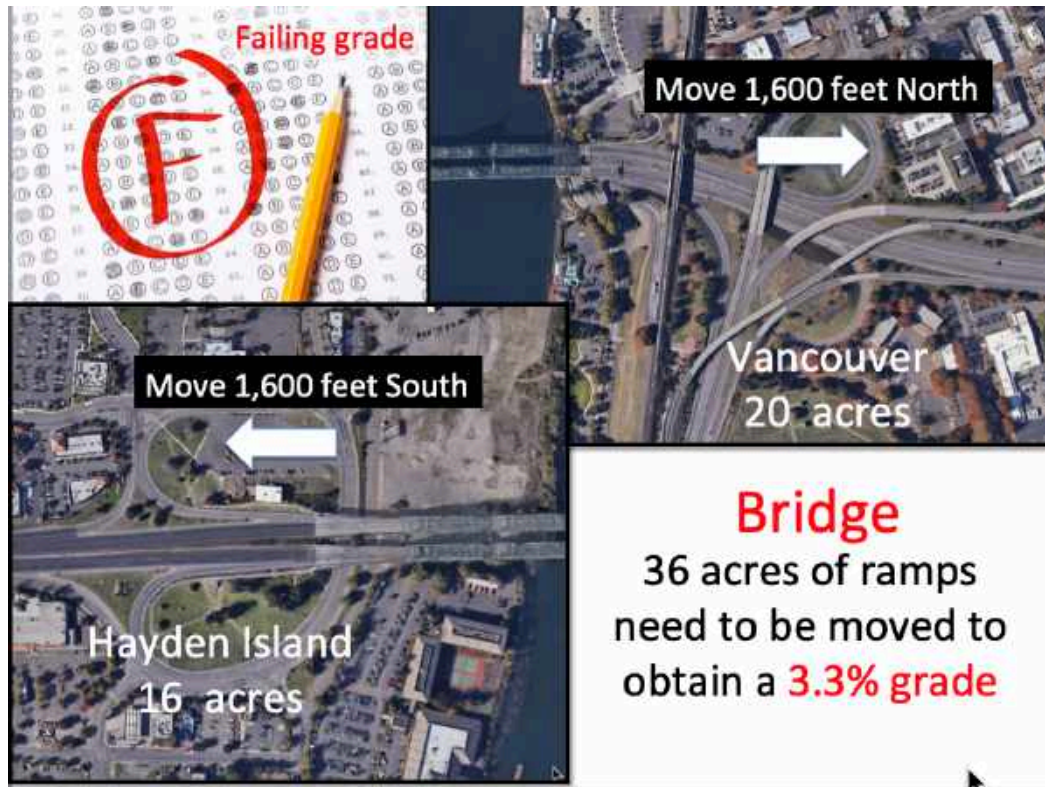 Failing grade
F
Move 1,600 feet North
Vancouver
20 acres
Move 1,600 feet South
Hayden Island
16 acres
Bridge
36 acres of ramps
need to be moved to
obtain a 3.3% grade